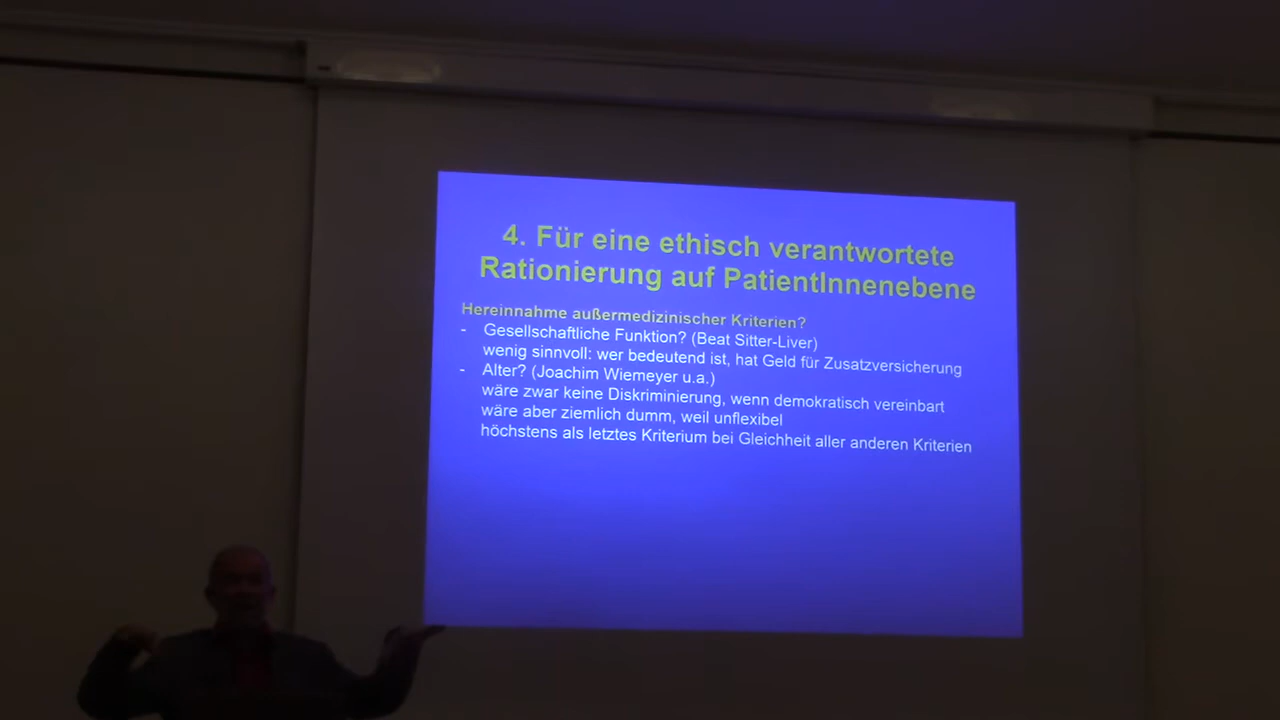 4. Für eine ethisch verantwortete
Rationierung auf PatientInnenebene
Hereinnahme außermedizinischer Kriterien?
- Gesellschaftliche Funktion? (Beat Sitter-Liver)
wenig sinnvoll: wer bedeutend ist, hat Geld für Zusatzversicherung
- Alter? (Joachim Wiemeyer u.a.)
wäre zwar keine Diskriminierung, wenn demokratisch vereinbart
wäre aber ziemlich dumm, weil unflexibel
höchstens als letztes Kriterium bei Gleichheit aller anderen Kriterien